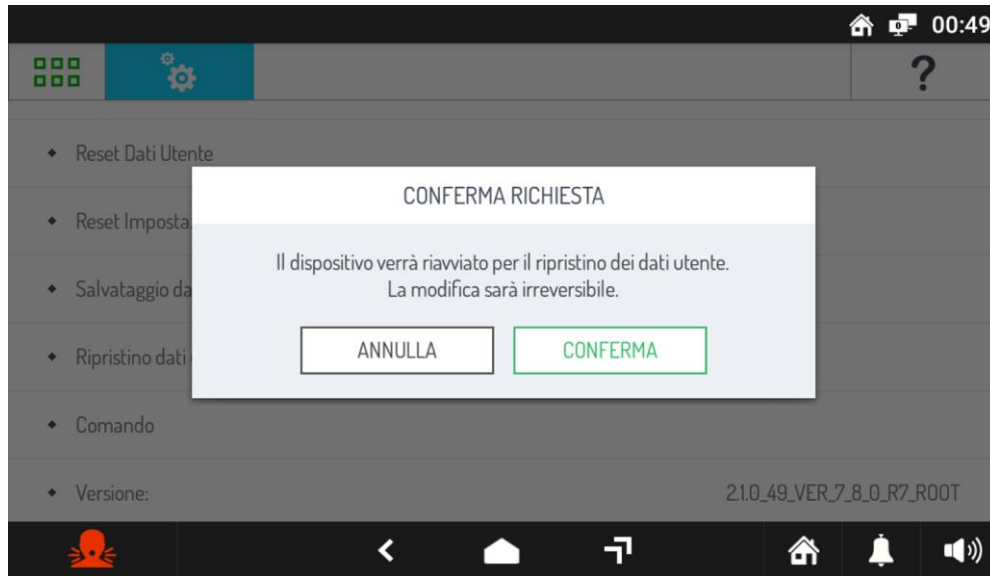 00:49
?
Reset Dati Utente
CONFERMA RICHIESTA
Reset Imposta
Il dispositivo verrà riavviato per il ripristino dei dati utente.
La modifica sarà irreversibile.
Salvataggio da
ANNULLA
CONFERMA
Ripristino dati
Comando
Versione: 2.1.0_49_VER_7_8_0_R7_ROOT